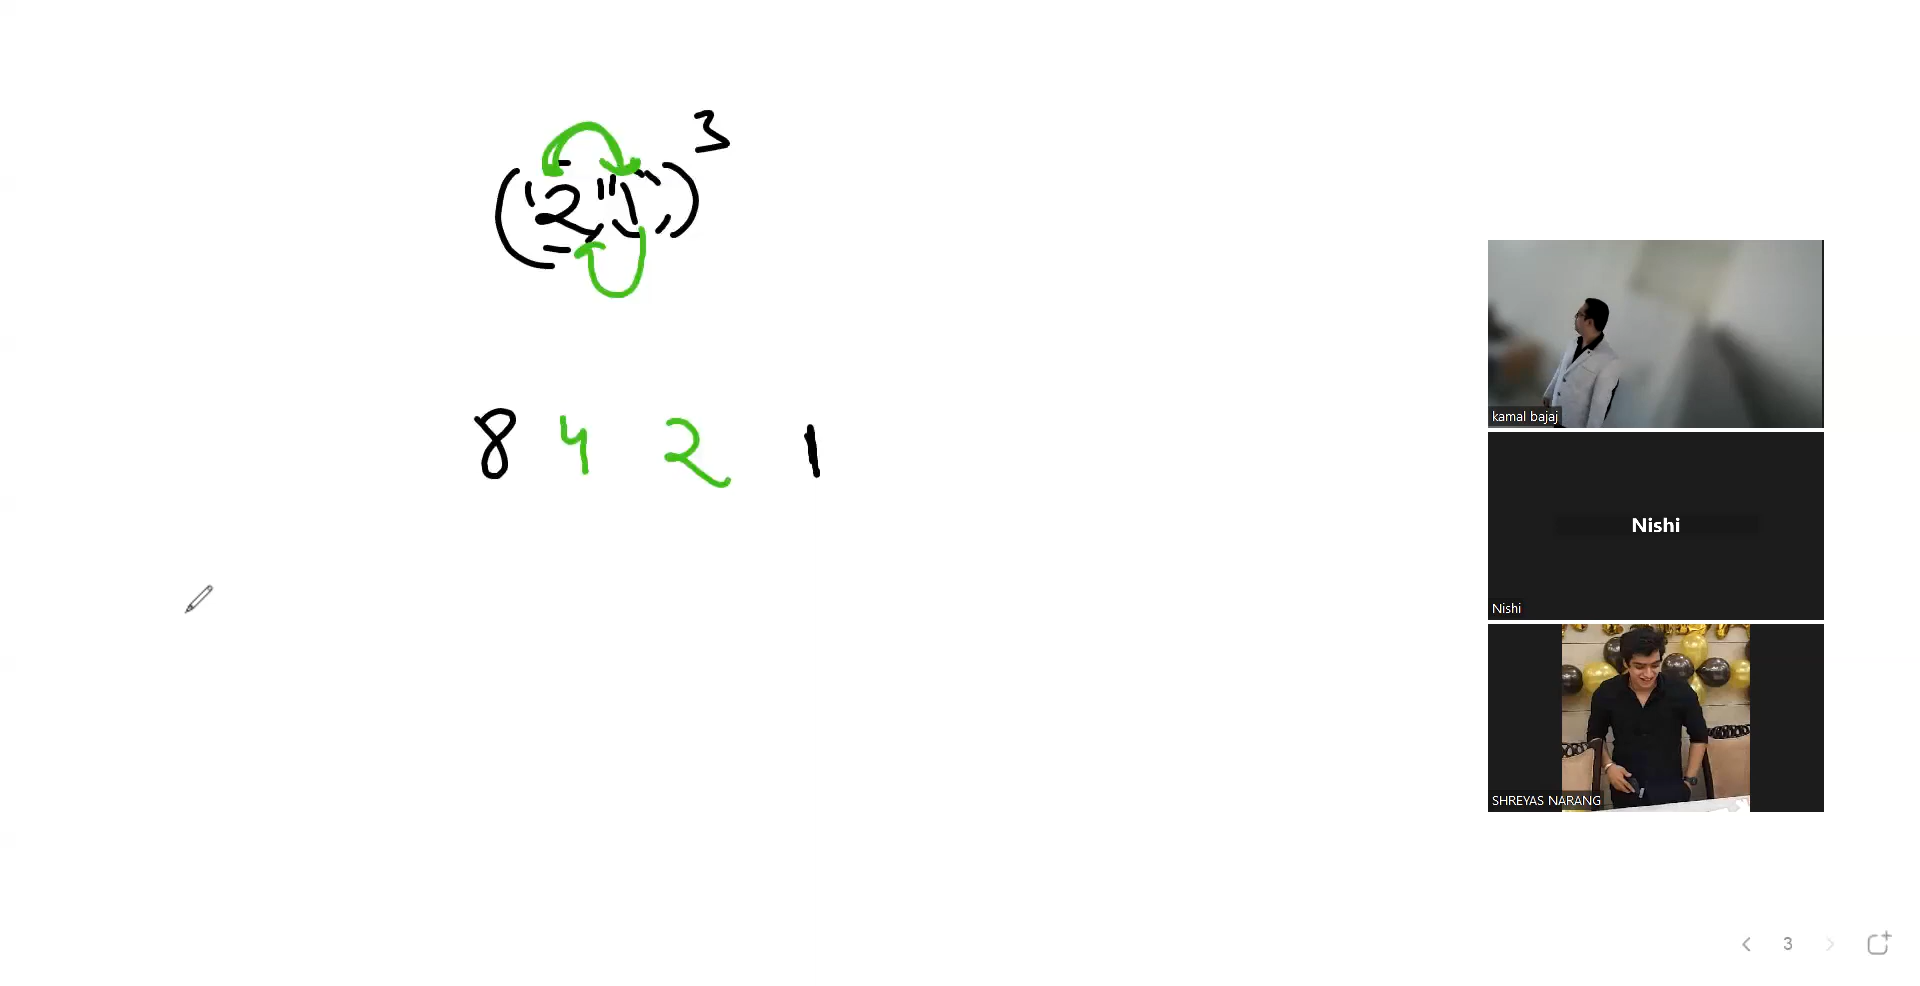 (21)³
8 4 2 1
kamal bajaj
Nishi
Nishi
SHREYAS NARANG
3